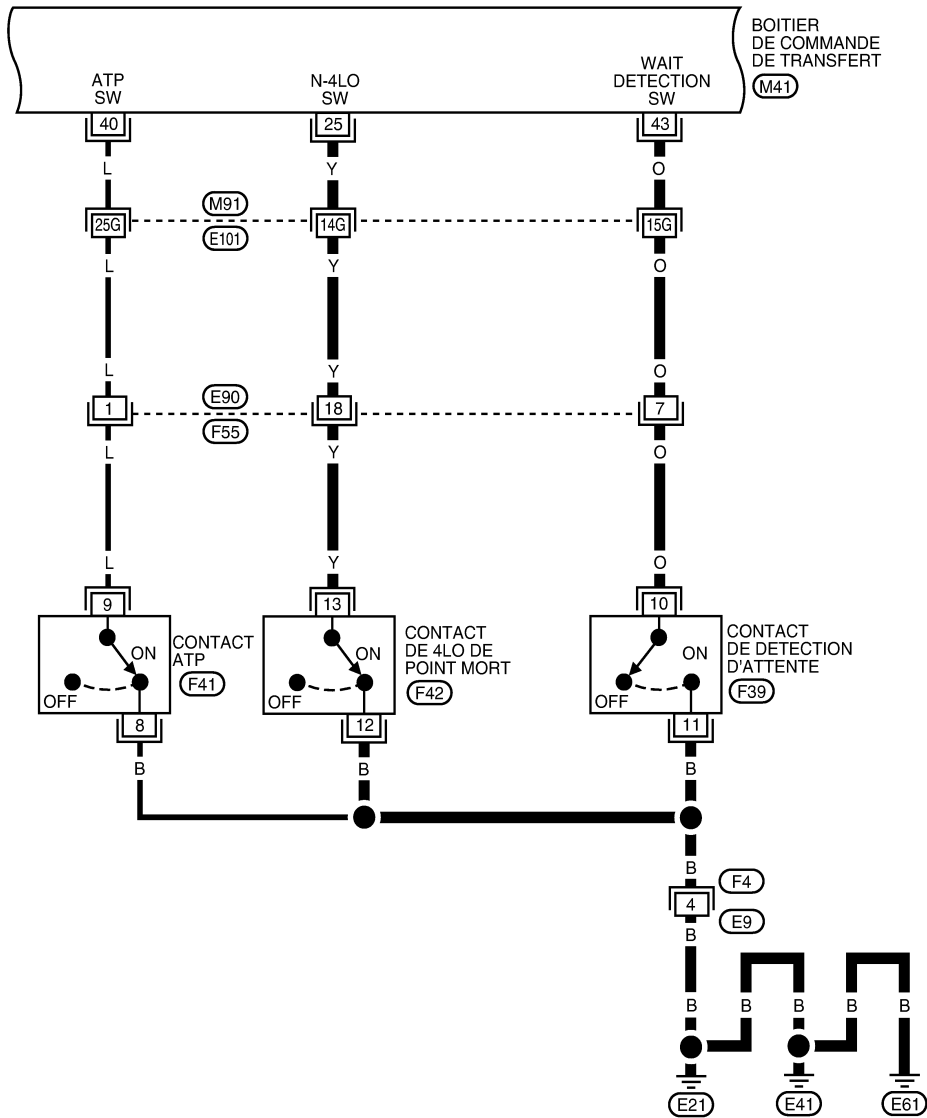 BOITIER
DE COMMANDE
DE TRANSFERT
M41
ATP
SW
N-4LO
SW
WAIT
DETECTION
SW
40
25
43
L
Y
O
M91
25G
14G
15G
E101
L
Y
O
L
Y
O
E90
1
18
7
F55
L
Y
O
L
Y
O
9
13
10
CONTACT
ATP
F41
ON
OFF
CONTACT
DE 4LO DE
POINT MORT
F42
ON
OFF
CONTACT
DE DETECTION
D'ATTENTE
F39
ON
OFF
8
12
11
B
B
B
B
F4
4
E9
B
B
B
B
B
B
E21
E41
E61